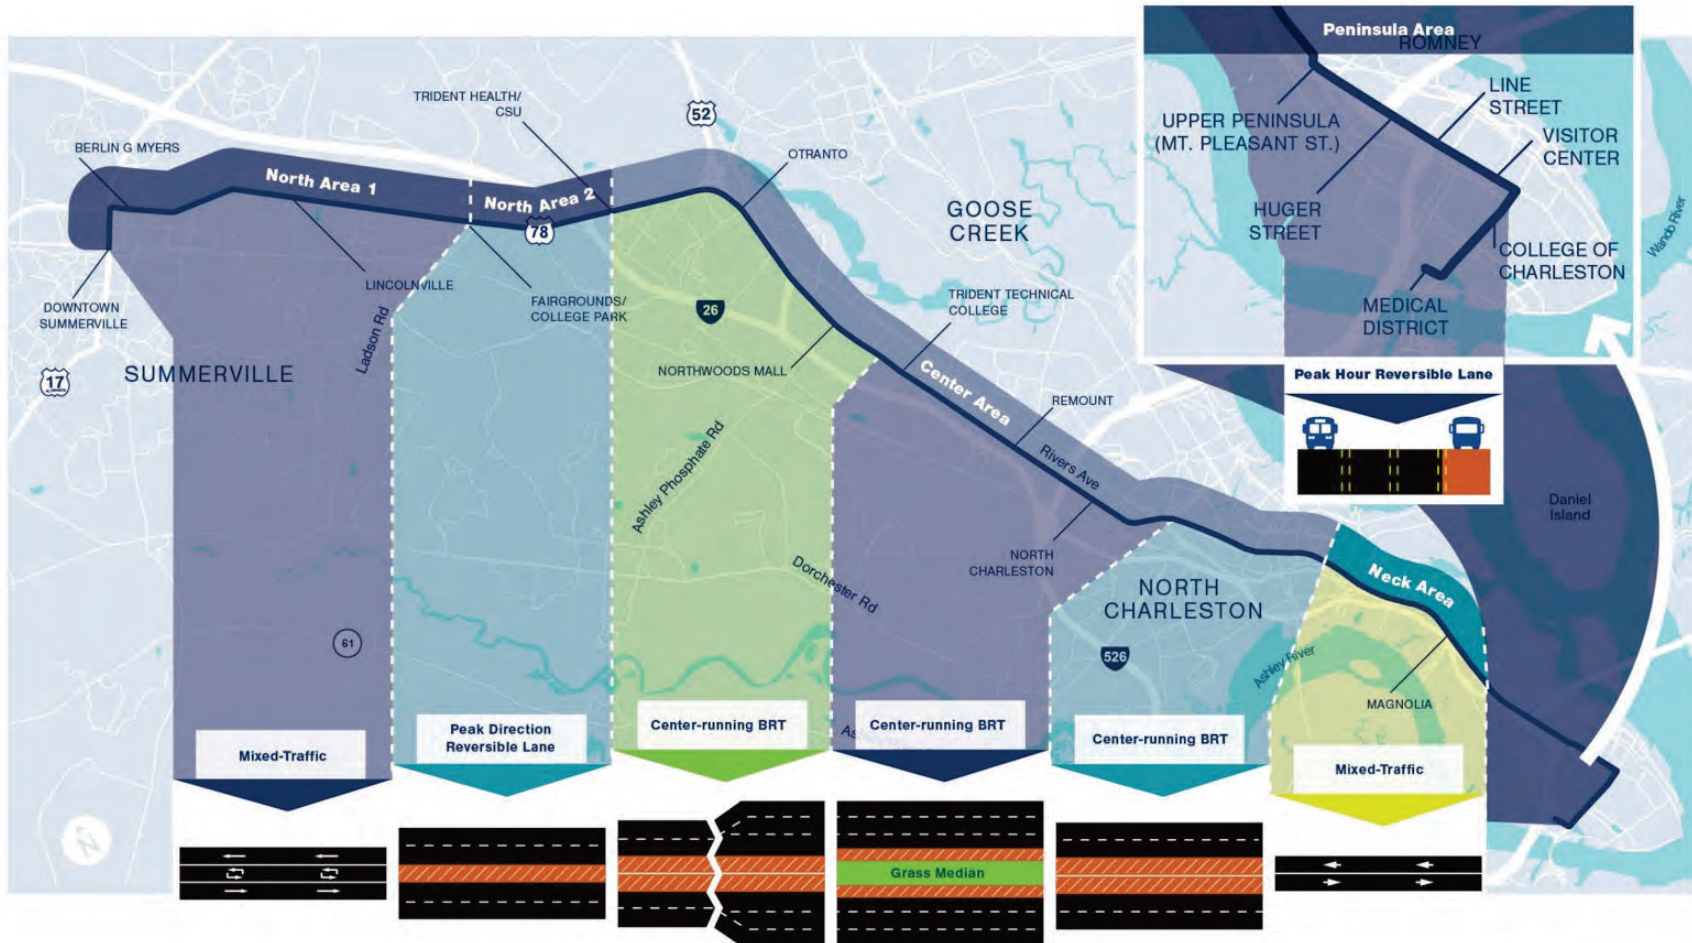 Peninsula Area
ROMNEY
LINE
STREET
UPPER PENINSULA
(MT. PLEASANT ST.)
VISITOR
CENTER
HUGER
STREET
COLLEGE OF
CHARLESTON
MEDICAL
DISTRICT
Wando River
Peak Hour Reversible Lane
Daniel
Island
TRIDENT HEALTH/
CSU
52
BERLIN G MYERS
OTRANTO
North Area 1
North Area 2
78
GOOSE
CREEK
LINCOLNVILLE
DOWNTOWN
SUMMERVILLE
FAIRGROUNDS/
COLLEGE PARK
26
TRIDENT TECHNICAL
COLLEGE
Ladson Rd
17
SUMMERVILLE
NORTHWOODS MALL
Center Area
REMOUNT
Rivers Ave
Ashley Phosphate Rd
NORTH
CHARLESTON
Dorchester Rd
NORTH
CHARLESTON
Neck Area
61
526
Ashley River
MAGNOLIA
As
Mixed-Traffic
Peak Direction
Reversible Lane
Center-running BRT
Center-running BRT
Center-running BRT
Mixed-Traffic
N
Grass Median